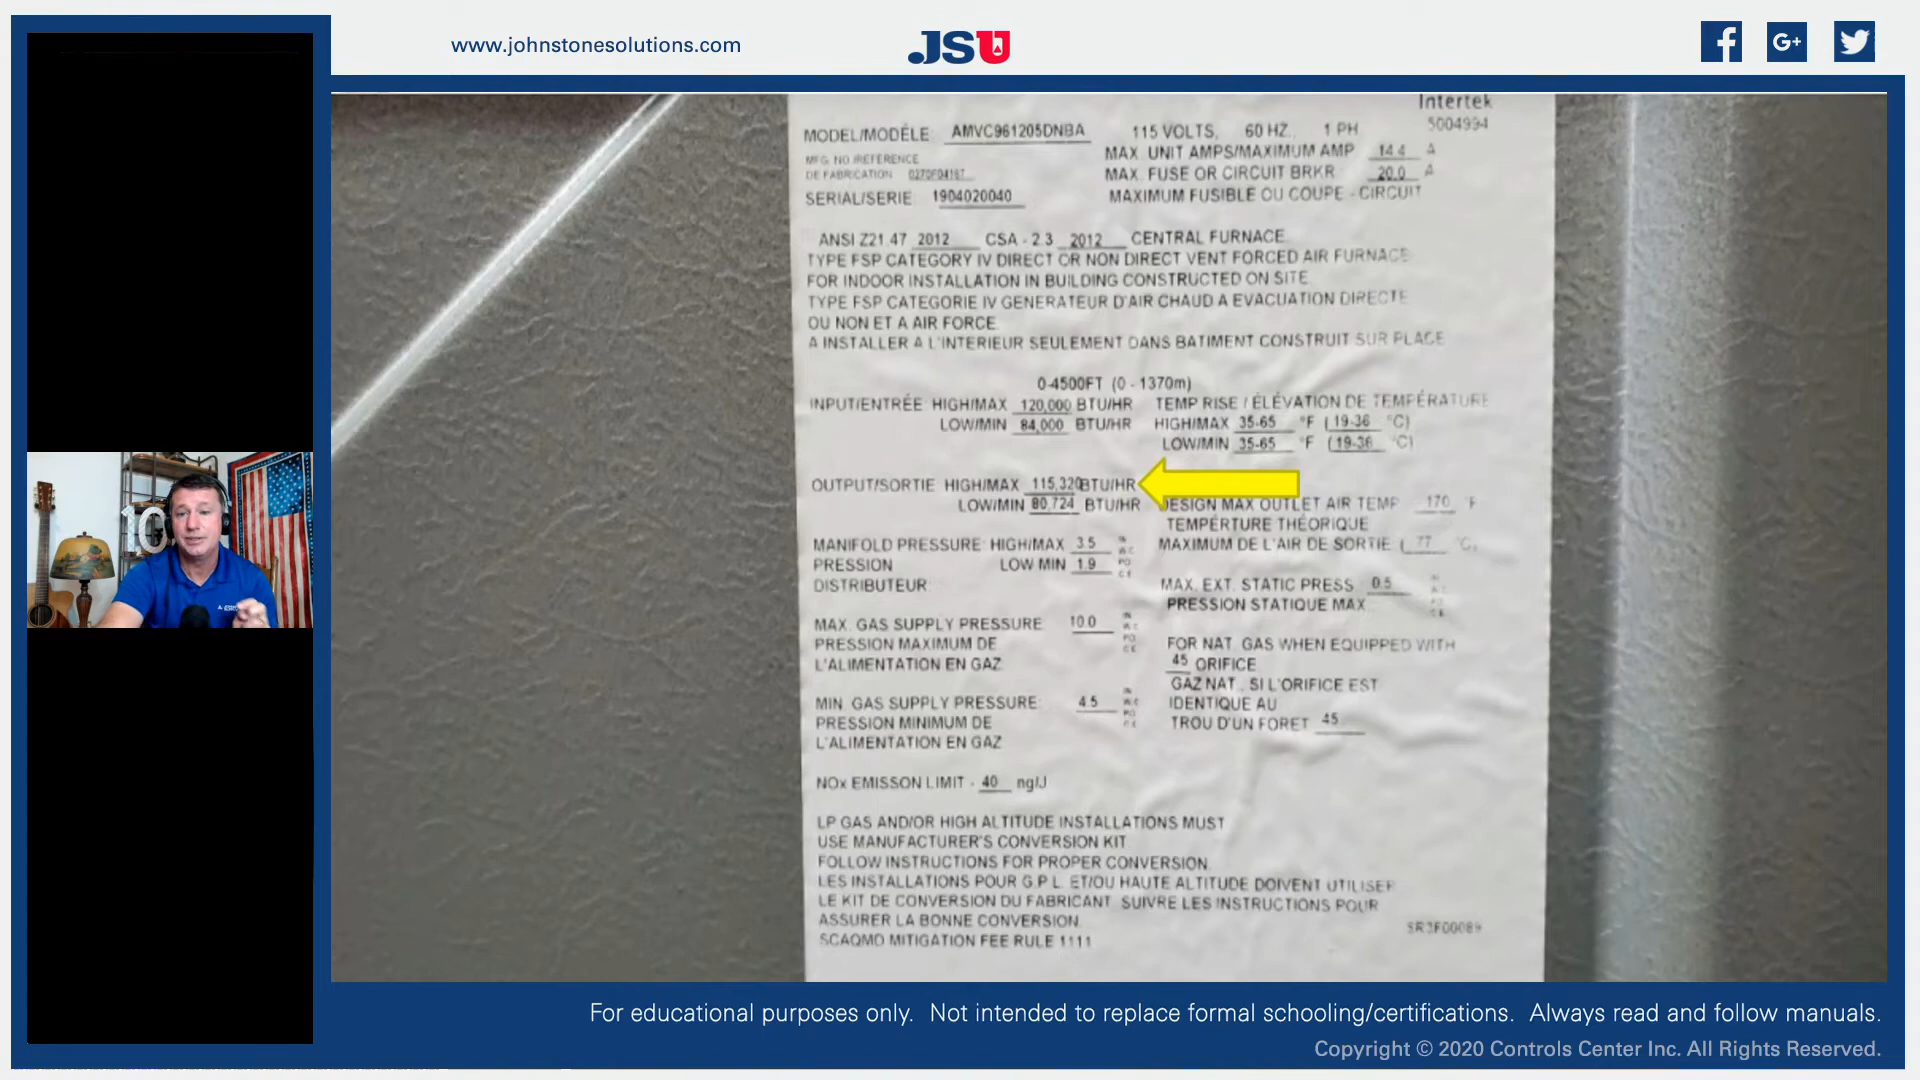 www.johnstonesolutions.com
JSU
G+
Intertek
5004994
MODEL/MODÉLE: AMVC961205DNBA 115 VOLTS, 60 HZ., 1 PH
MFG. NO./REFERENCE MAX. UNIT AMPS/MAXIMUM AMP 14.4 A
DE FABRICATION MAX. FUSE OR CIRCUIT BRKR 20.0 A
SERIAL/SERIE 1904020040 MAXIMUM FUSIBLE OU COUPE - CIRCUIT
ANSI Z21.47 2012 CSA - 2.3 2012 CENTRAL FURNACE
TYPE FSP CATEGORY IV DIRECT OR NON DIRECT VENT FORCED AIR FURNACE
FOR INDOOR INSTALLATION IN BUILDING CONSTRUCTED ON SITE.
TYPE FSP CATEGORIE IV GENERATEUR D'AIR CHAUD A EVACUATION DIRECTE
OU NON ET A AIR FORCE.
A INSTALLER A L'INTERIEUR SEULEMENT DANS BATIMENT CONSTRUIT SUR PLACE
0-4500FT (0 - 1370m)
INPUT/ENTRÉE HIGH/MAX 120,000 BTU/HR TEMP RISE / ÉLÉVATION DE TEMPÉRATURE
LOW/MIN 84,000 BTU/HR HIGH/MAX 35-65 °F (19-36 °C)
LOW/MIN 35-65 °F (19-36 °C)
OUTPUT/SORTIE HIGH/MAX 115,320 BTU/HR
LOW/MIN 80,724 BTU/HR DESIGN MAX OUTLET AIR TEMP 170 °F
TEMPÉRTURE THÉORIQUE
MANIFOLD PRESSURE: HIGH/MAX 3.5 MAXIMUM DE L'AIR DE SORTIE ( 77 °C)
PRESSION LOW MIN 1.9
DISTRIBUTEUR: MAX. EXT. STATIC PRESS 0.5
PRESSION STATIQUE MAX
MAX. GAS SUPPLY PRESSURE 10.0
PRESSION MAXIMUM DE FOR NAT. GAS WHEN EQUIPPED WITH
L'ALIMENTATION EN GAZ 45 ORIFICE
GAZ NAT. SI L'ORIFICE EST
MIN. GAS SUPPLY PRESSURE: 4.5 IDENTIQUE AU
PRESSION MINIMUM DE TROU D'UN FORET 45
L'ALIMENTATION EN GAZ
NOx EMISSON LIMIT - 40 ng/J
LP GAS AND/OR HIGH ALTITUDE INSTALLATIONS MUST
USE MANUFACTURER'S CONVERSION KIT.
FOLLOW INSTRUCTIONS FOR PROPER CONVERSION.
LES INSTALLATIONS POUR G.P.L. ET/OU HAUTE ALTITUDE DOIVENT UTILISER
LE KIT DE CONVERSION DU FABRICANT. SUIVRE LES INSTRUCTIONS POUR
ASSURER LA BONNE CONVERSION.
SCAQMD MITIGATION FEE RULE 1111
For educational purposes only. Not intended to replace formal schooling/certifications. Always read and follow manuals.
Copyright © 2020 Controls Center Inc. All Rights Reserved.